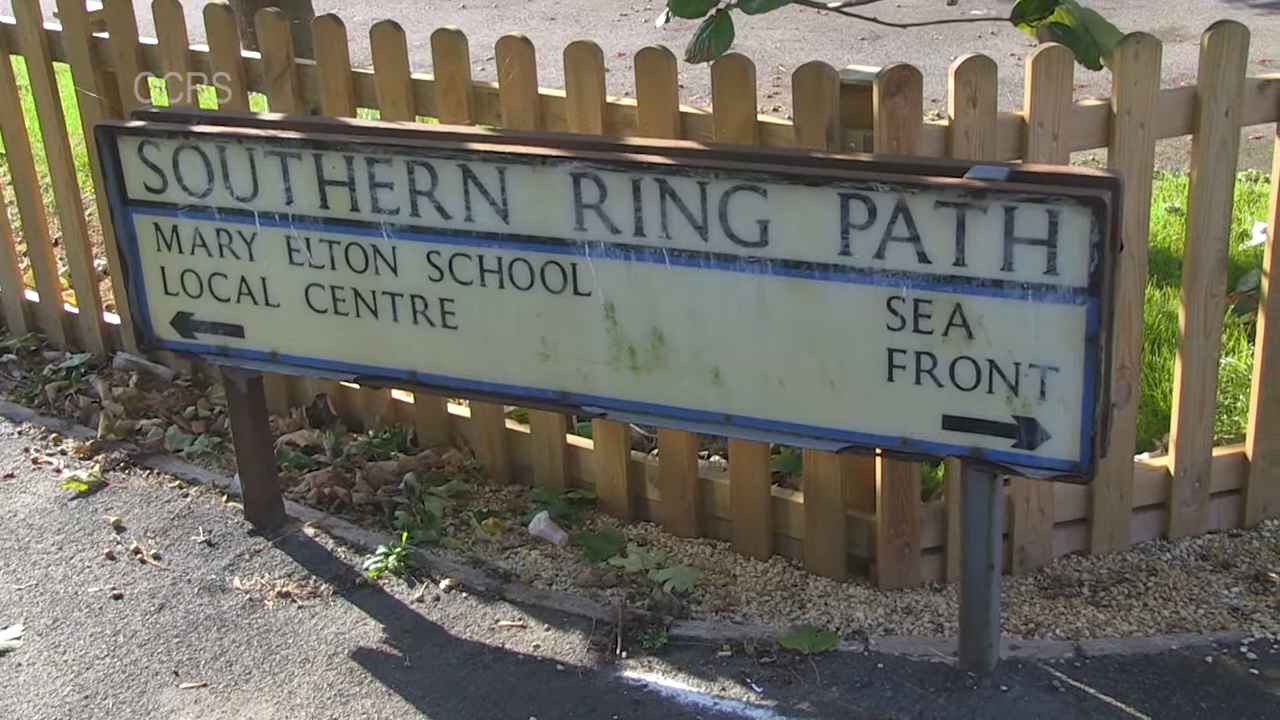 CCRS
SOUTHERN RING PATH
MARY ELTON SCHOOL
LOCAL CENTRE
SEA
FRONT